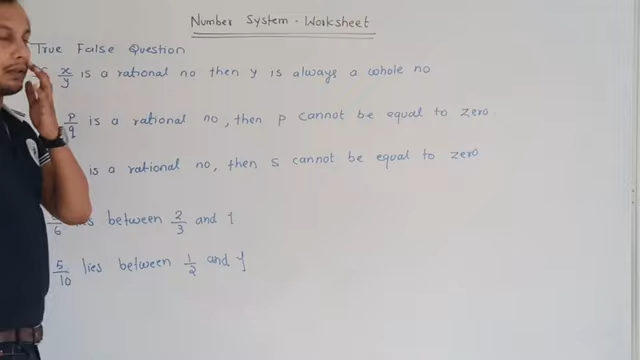 Number System - Worksheet
True False Question
x/y is a rational no then y is always a whole no
p/q is a rational no, then p cannot be equal to zero
is a rational no, then s cannot be equal to zero
/6 lies between 2/3 and 1
5/10 lies between 1/2 and 1